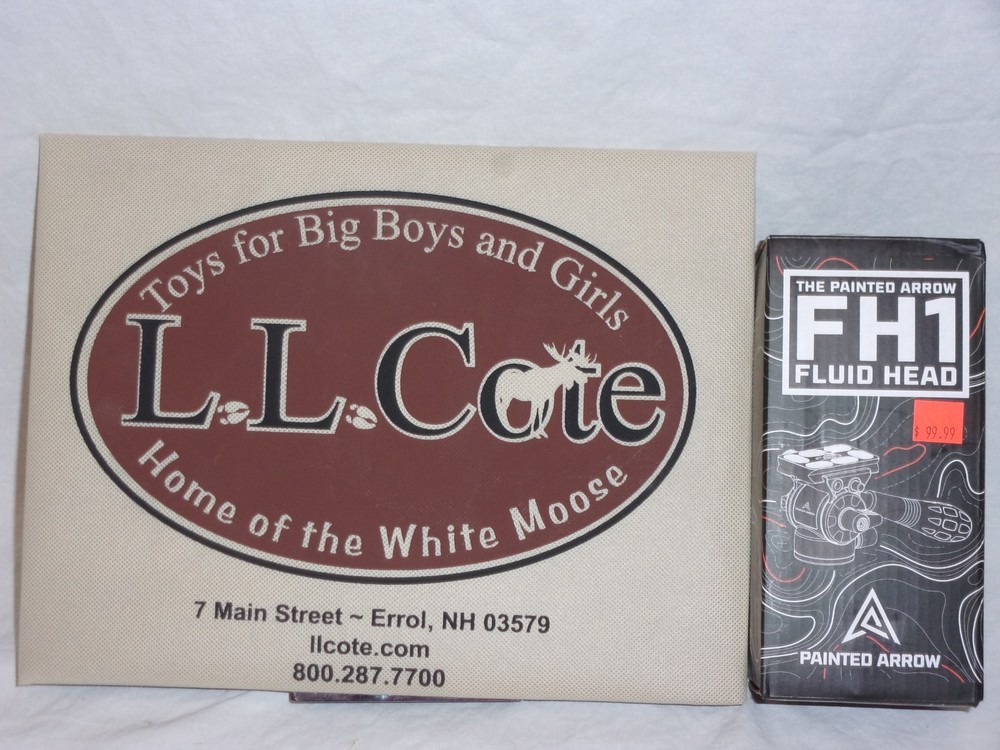 Toys for Big Boys and Girls
L.L.Cote
Home of the White Moose
7 Main Street ~ Errol, NH 03579
llcote.com
800.287.7700
THE PAINTED ARROW
FH1
FLUID HEAD
$ 99.99
PAINTED ARROW